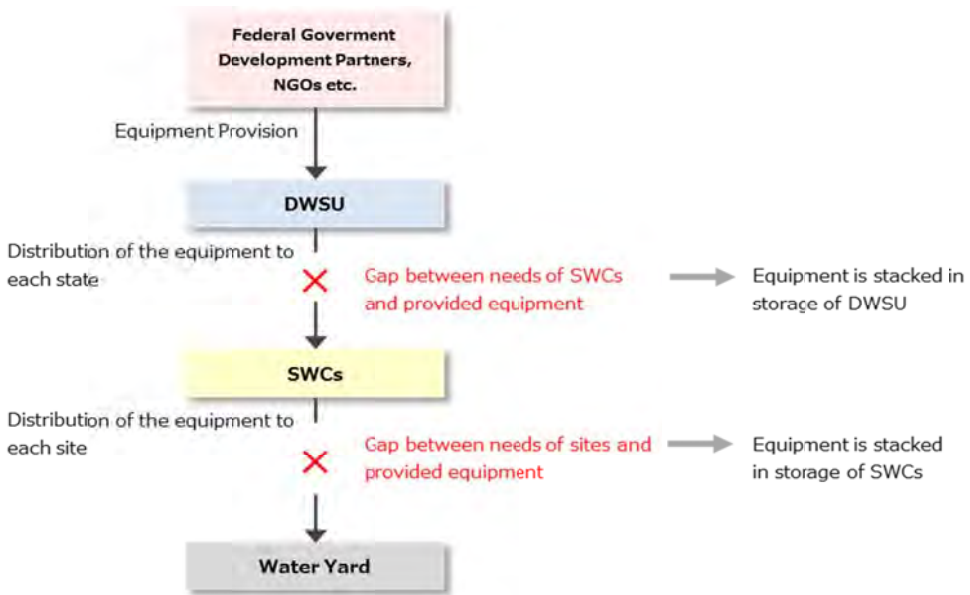 Federal Goverment
Development Partners,
NGOs etc.
Equipment Provision
DWSU
Distribution of the equipment to
each state
Gap between needs of SWCs
and provided equipment
Equipment is stacked in
storage of DWSU
SWCs
Distribution of the equipment to
each site
Gap between needs of sites and
provided equipment
Equipment is stacked
in storage of SWCs
Water Yard